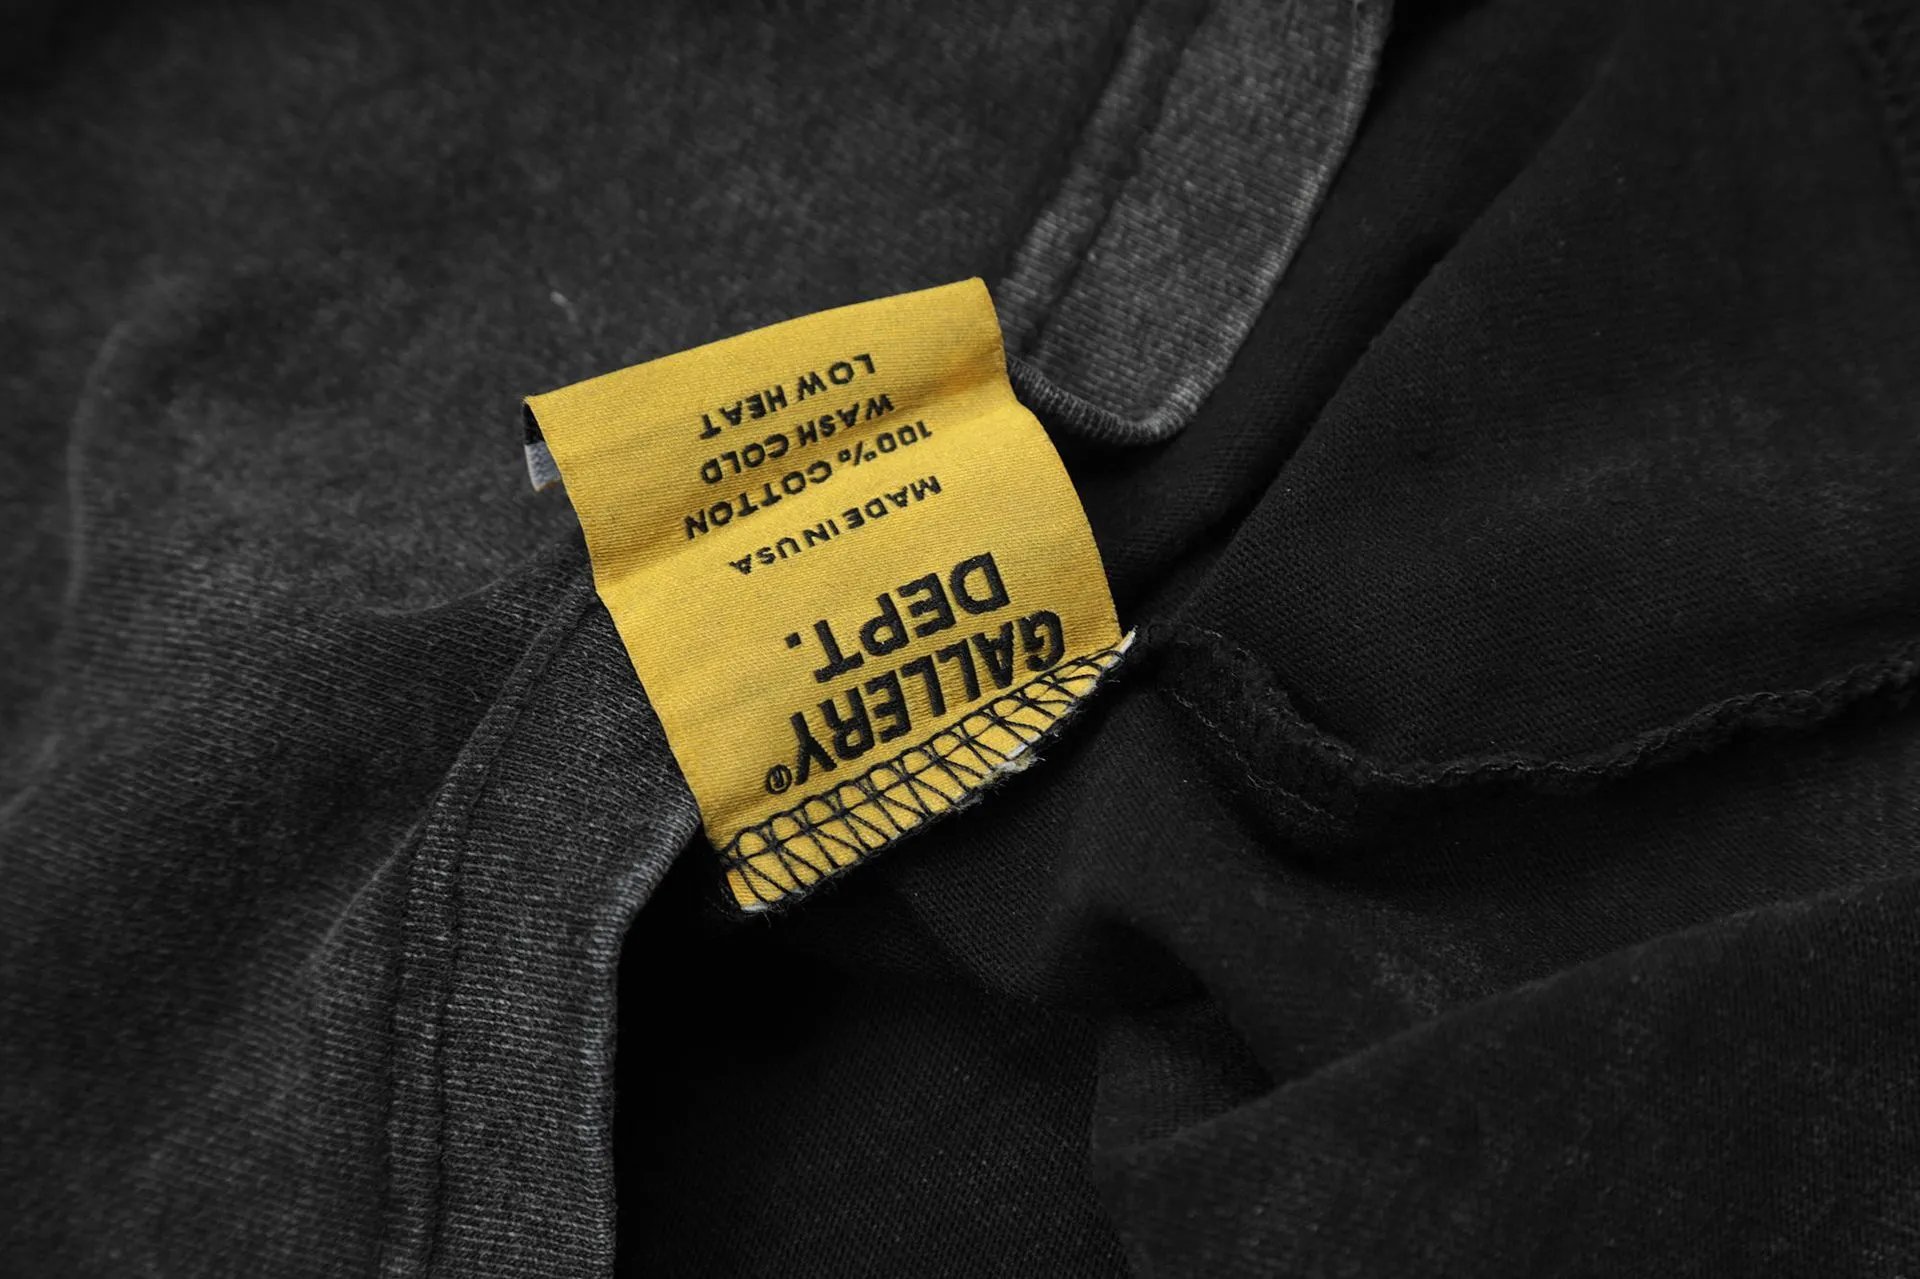 GALLERY®
DEPT.
MADE IN USA
100% COTTON
WASH COLD
LOW HEAT